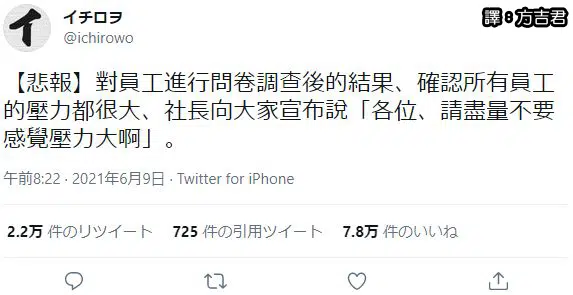 イチロヲ
譯:方吉君
@ichirowo
【悲報】對員工進行問卷調查後的結果、確認所有員工
的壓力都很大、社長向大家宣布說「各位、請盡量不要
感覺壓力大啊」。
午前8:22 · 2021年6月9日 · Twitter for iPhone
2.2万 件のリツイート 725 件の引用ツイート 7.8万 件のいいね